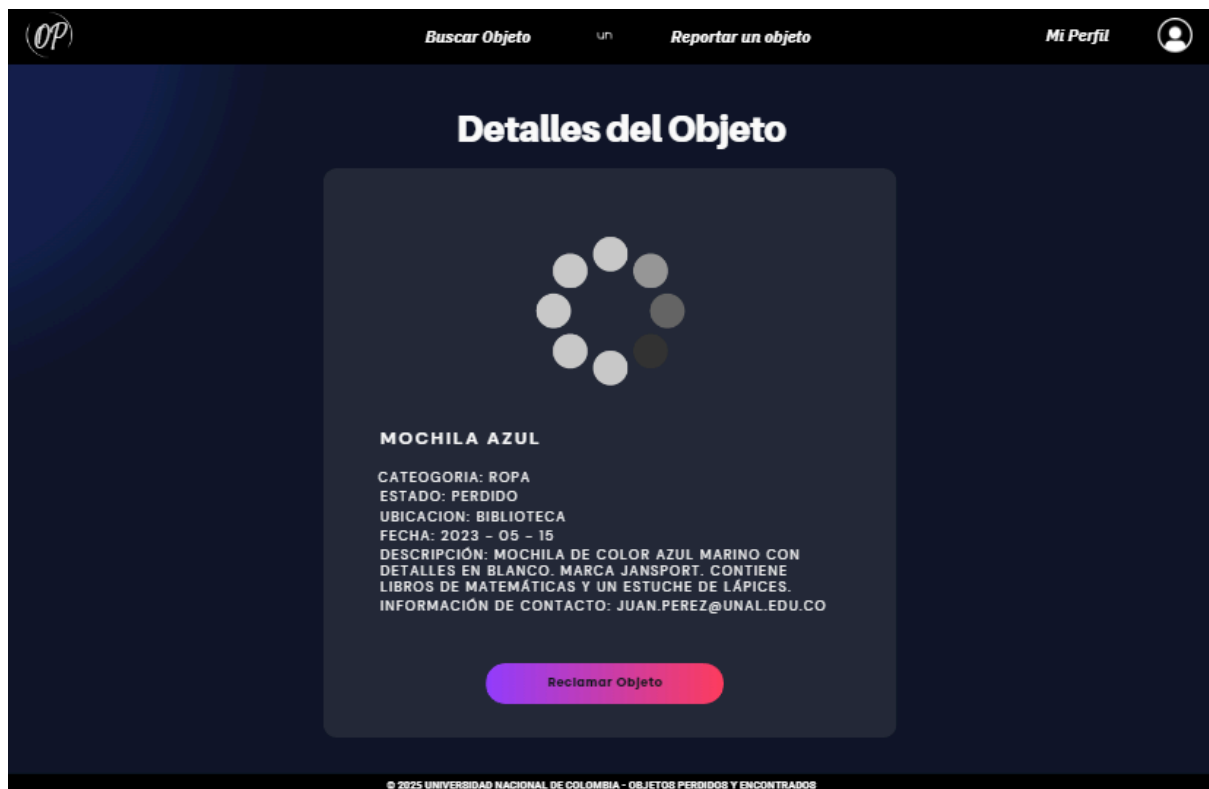 OP
Buscar Objeto
un
Reportar un objeto
Mi Perfil
Detalles del Objeto
MOCHILA AZUL
CATEOGORIA: ROPA
ESTADO: PERDIDO
UBICACION: BIBLIOTECA
FECHA: 2023 - 05 - 15
DESCRIPCIÓN: MOCHILA DE COLOR AZUL MARINO CON
DETALLES EN BLANCO. MARCA JANSPORT. CONTIENE
LIBROS DE MATEMÁTICAS Y UN ESTUCHE DE LÁPICES.
INFORMACIÓN DE CONTACTO: JUAN.PEREZ@UNAL.EDU.CO
Reclamar Objeto
© 2025 UNIVERSIDAD NACIONAL DE COLOMBIA - OBJETOS PERDIDOS Y ENCONTRADOS